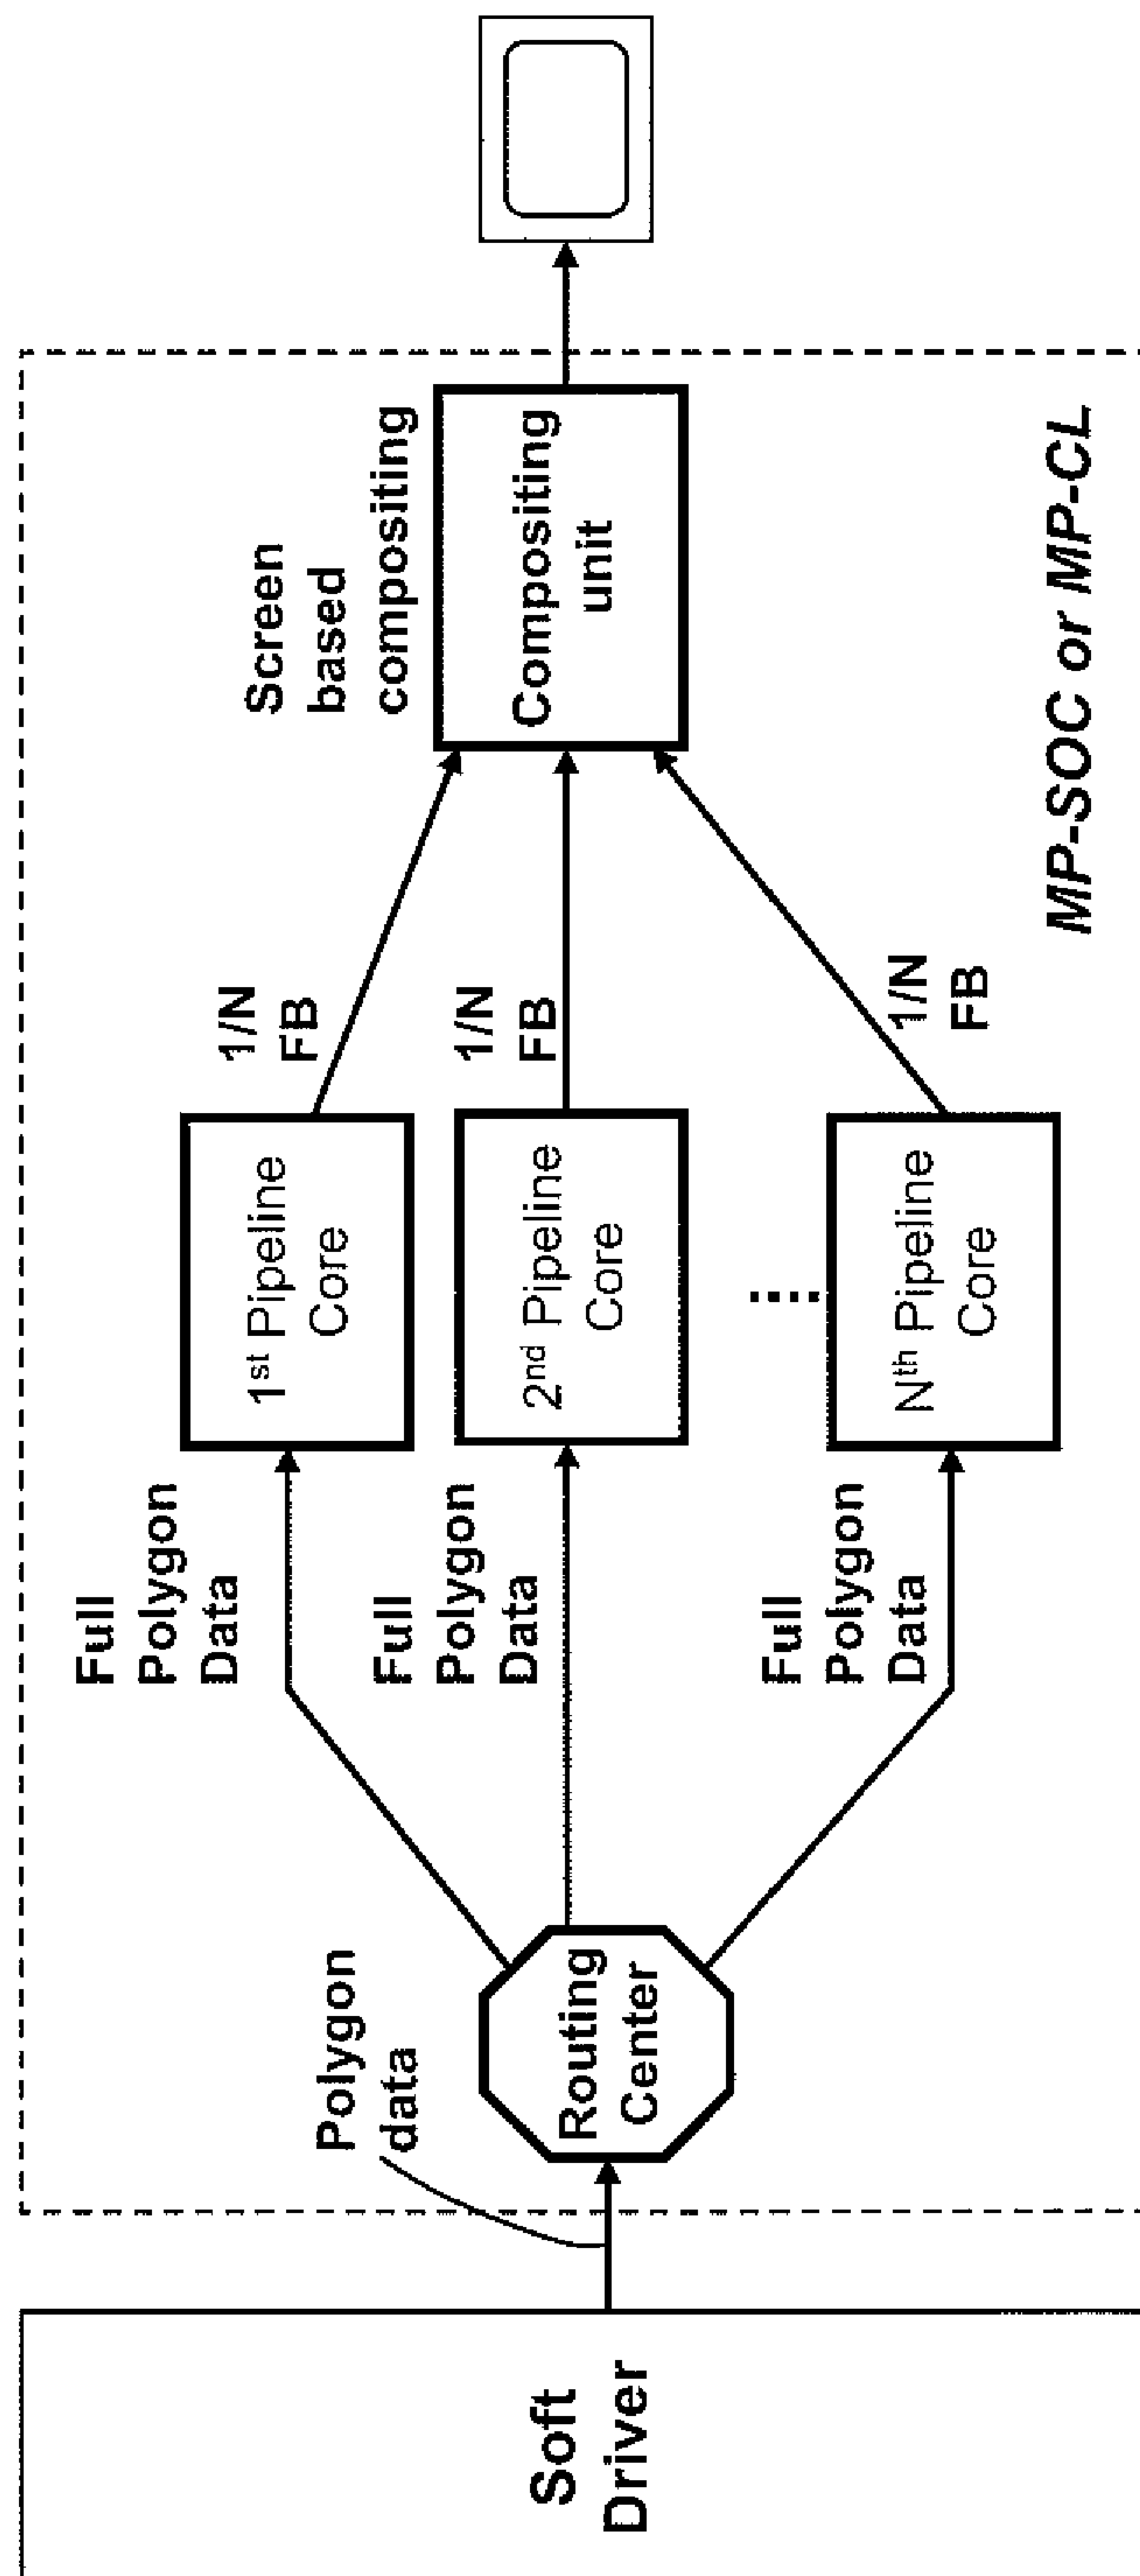 Soft
Driver
Polygon
data
Routing
Center
Full
Polygon
Data
Full
Polygon
Data
Full
Polygon
Data
1st Pipeline
Core
2nd Pipeline
Core
Nth Pipeline
Core
1/N
FB
1/N
FB
1/N
FB
Screen
based
compositing
Compositing
unit
MP-SOC or MP-CL